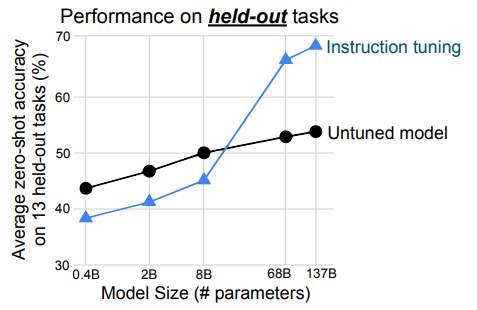 Performance on held-out tasks
Average zero-shot accuracy
on 13 held-out tasks (%)
70
60
50
40
30
Instruction tuning
Untuned model
0.4B 2B 8B 68B 137B
Model Size (# parameters)